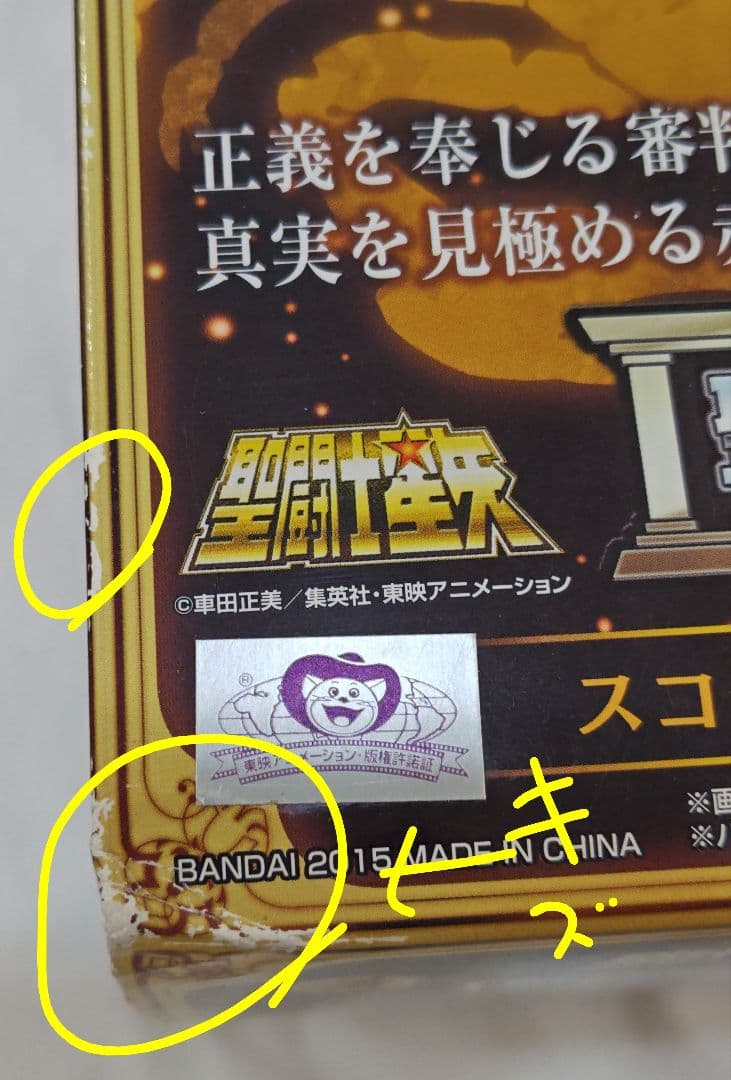 正義を奉じる審判
真実を見極める
聖闘士星矢
©車田正美／集英社・東映アニメーション
®
東映アニメーション・版権許諾証
スコ
※画
※パ
BANDAI 2015 MADE IN CHINA
キ
ズ